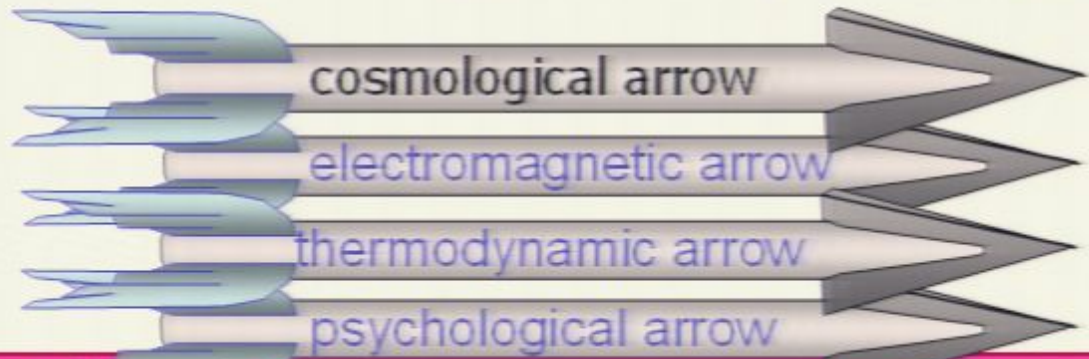 cosmological arrow
electromagnetic arrow
thermodynamic arrow
psychological arrow